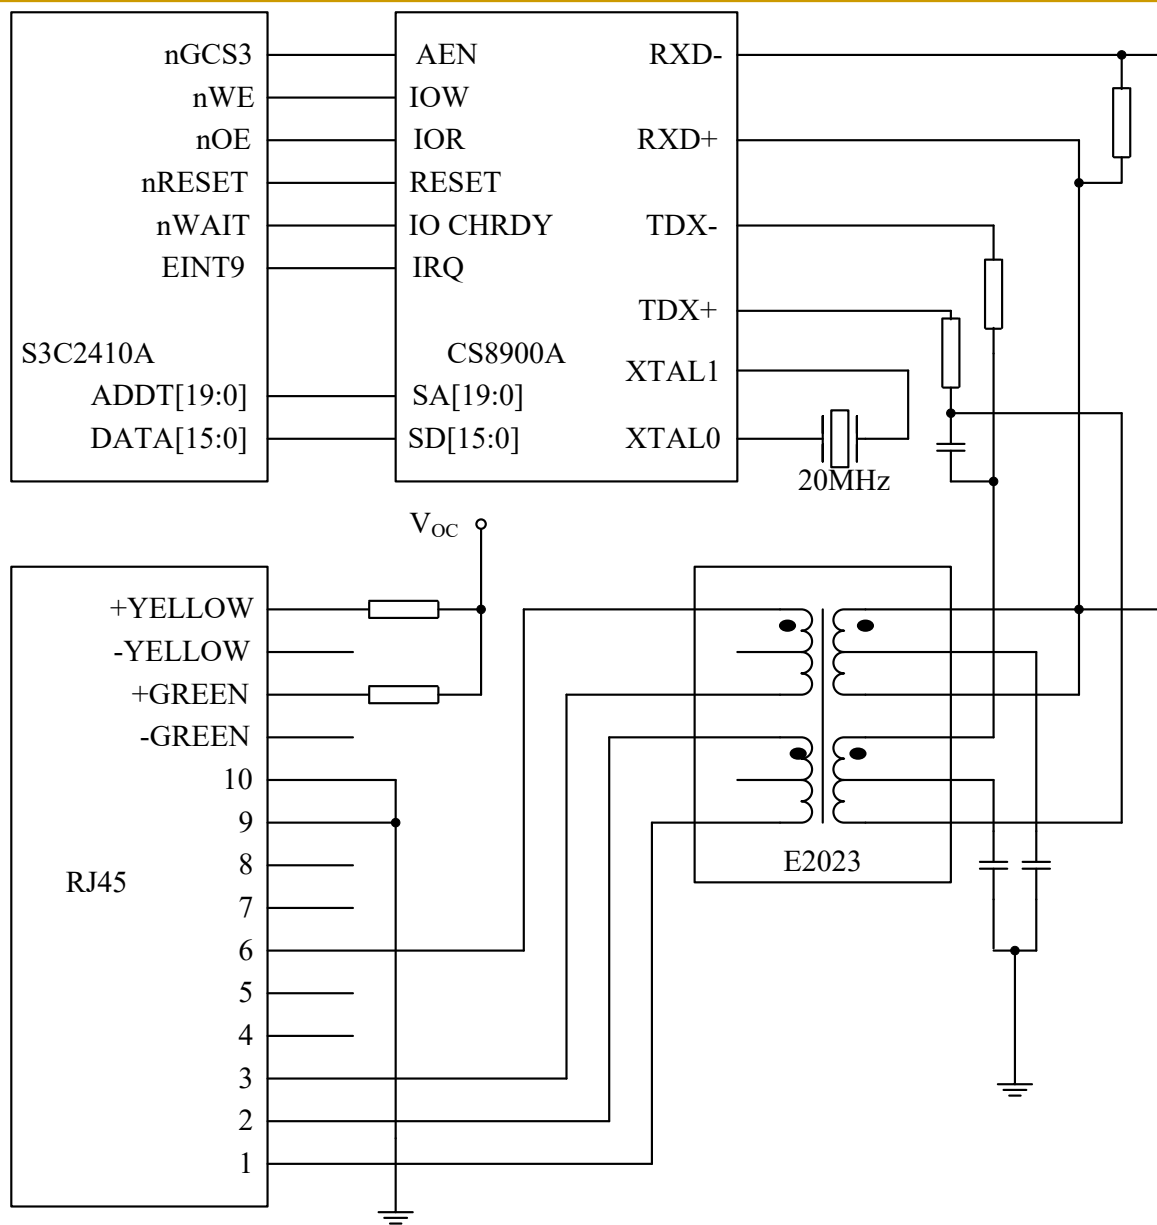 nGCS3 AEN RXD-
nWE IOW
nOE IOR RXD+
nRESET RESET
nWAIT IO CHRDY TDX-
EINT9 IRQ
TDX+
S3C2410A CS8900A
XTAL1
ADDT[19:0] SA[19:0]
DATA[15:0] SD[15:0] XTAL0
20MHz
VOC
+YELLOW
-YELLOW
+GREEN
-GREEN
10
9
8
E2023
RJ45
7
6
5
4
3
2
1